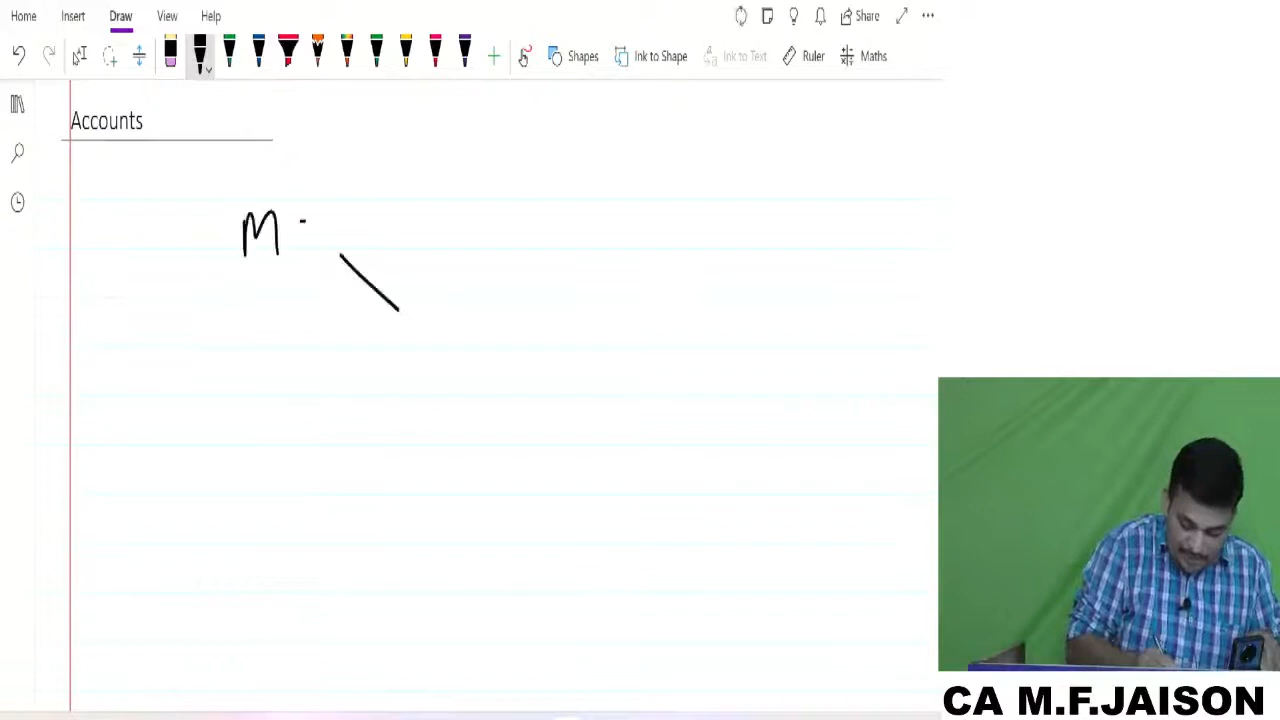 Home Insert Draw View Help Share
Shapes Ink to Shape Ink to Text Ruler Maths
Accounts
M -
CA M.F.JAISON